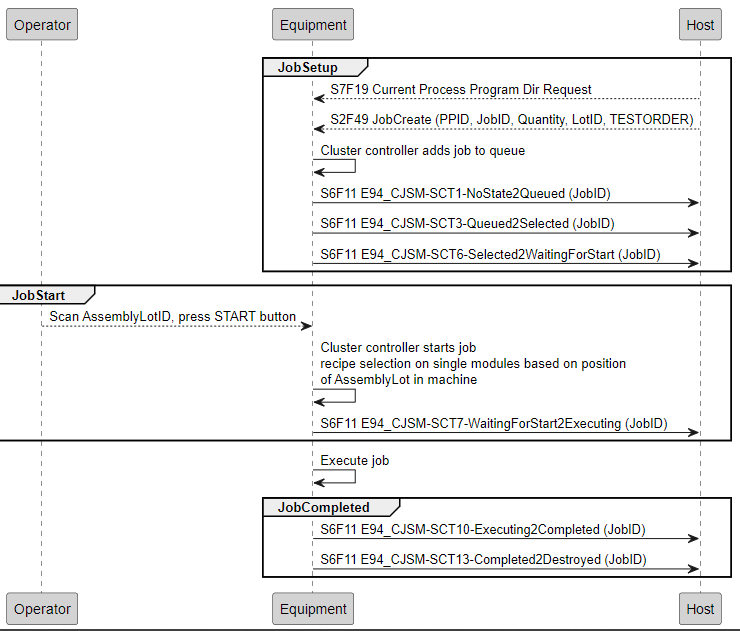 Operator
Equipment
Host
JobSetup
S7F19 Current Process Program Dir Request
S2F49 JobCreate (PPID, JobID, Quantity, LotID, TESTORDER)
Cluster controller adds job to queue
S6F11 E94_CJSM-SCT1-NoState2Queued (JobID)
S6F11 E94_CJSM-SCT3-Queued2Selected (JobID)
S6F11 E94_CJSM-SCT6-Selected2WaitingForStart (JobID)
JobStart
Scan AssemblyLotID, press START button
Cluster controller starts job
recipe selection on single modules based on position
of AssemblyLot in machine
S6F11 E94_CJSM-SCT7-WaitingForStart2Executing (JobID)
Execute job
JobCompleted
S6F11 E94_CJSM-SCT10-Executing2Completed (JobID)
S6F11 E94_CJSM-SCT13-Completed2Destroyed (JobID)
Operator
Equipment
Host